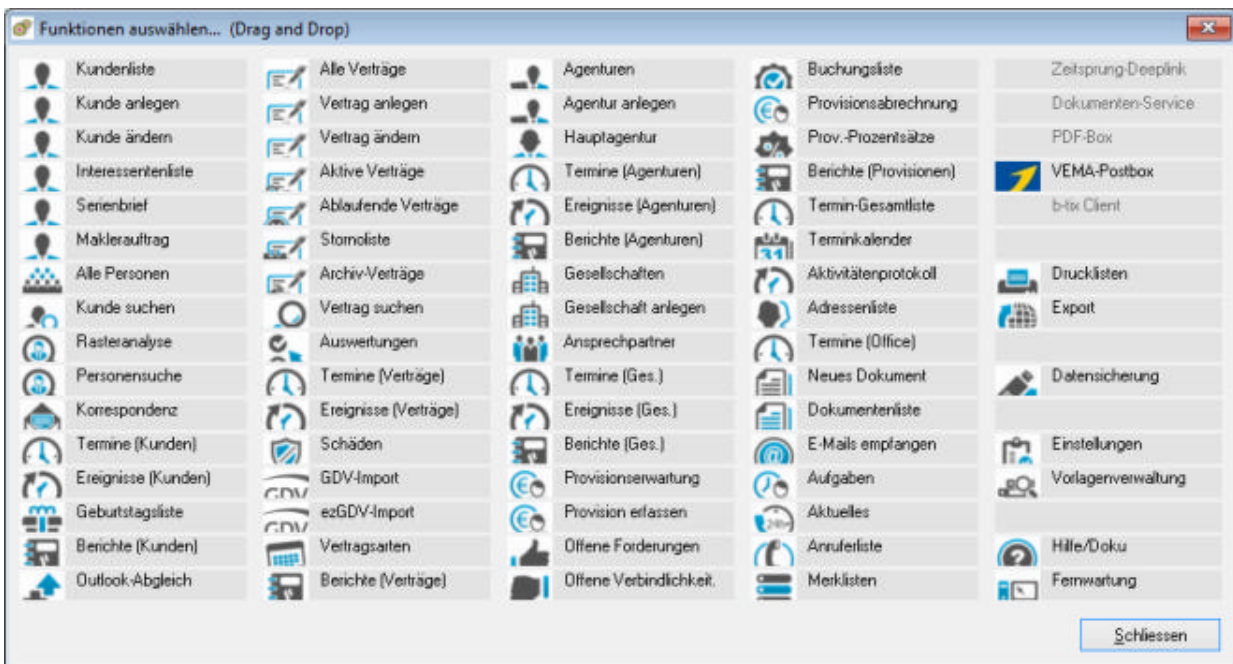 Funktionen auswählen... (Drag and Drop)
Kundenliste
Kunde anlegen
Kunde ändern
Interessentenliste
Serienbrief
Maklerauftrag
Alle Personen
Kunde suchen
Rasteranalyse
Personensuche
Korrespondenz
Termine (Kunden)
Ereignisse (Kunden)
Geburtstagsliste
Berichte (Kunden)
Outlook-Abgleich
Alle Verträge
Vertrag anlegen
Vertrag ändern
Aktive Verträge
Ablaufende Verträge
Stornoliste
Archiv-Verträge
Vertrag suchen
Auswertungen
Termine (Verträge)
Ereignisse (Verträge)
Schäden
GDV GDV-Import
GDV ezGDV-Import
Vertragsarten
Berichte (Verträge)
Agenturen
Agentur anlegen
Hauptagentur
Termine (Agenturen)
Ereignisse (Agenturen)
Berichte (Agenturen)
Gesellschaften
Gesellschaft anlegen
Ansprechpartner
Termine (Ges.)
Ereignisse (Ges.)
Berichte (Ges.)
Provisionserwartung
Provision erfassen
Offene Forderungen
Offene Verbindlichkeit.
Buchungsliste
Provisionsabrechnung
Prov.-Prozentsätze
Berichte (Provisionen)
Termin-Gesamtliste
31 Terminkalender
Aktivitätenprotokoll
Adressenliste
Termine (Office)
Neues Dokument
Dokumentenliste
@ E-Mails empfangen
Aufgaben
24h Aktuelles
Anruferliste
Merklisten
Zeitsprung-Deeplink
Dokumenten-Service
PDF-Box
VEMA-Postbox
b-tix Client
Drucklisten
Export
Datensicherung
Einstellungen
Vorlagenverwaltung
? Hilfe/Doku
Fernwartung
Schliessen